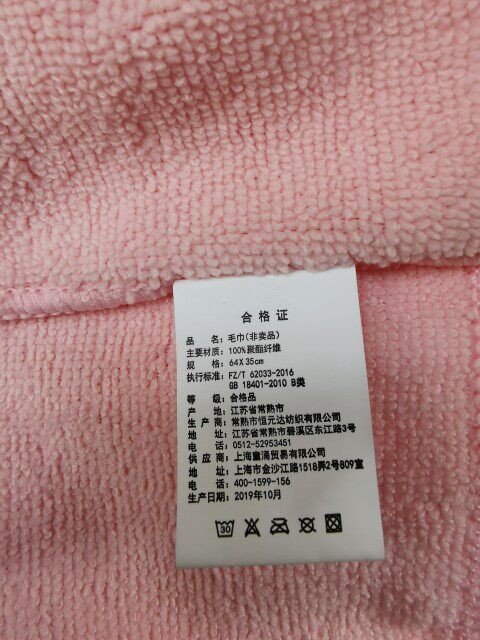 合格证
品 名：毛巾(非卖品)
主要材质：100%聚酯纤维
规 格：64X35cm
执行标准：FZ/T 62033-2016
GB 18401-2010 B类
等 级：合格品
产 地：江苏省常熟市
生 产 商：常熟市恒元达纺织有限公司
地 址：江苏省常熟市碧溪区东江路3号
电 话：0512-52953451
供 应 商：上海童涌贸易有限公司
地 址：上海市金沙江路1518弄2号809室
电 话：400-1599-156
生产日期：2019年10月
30